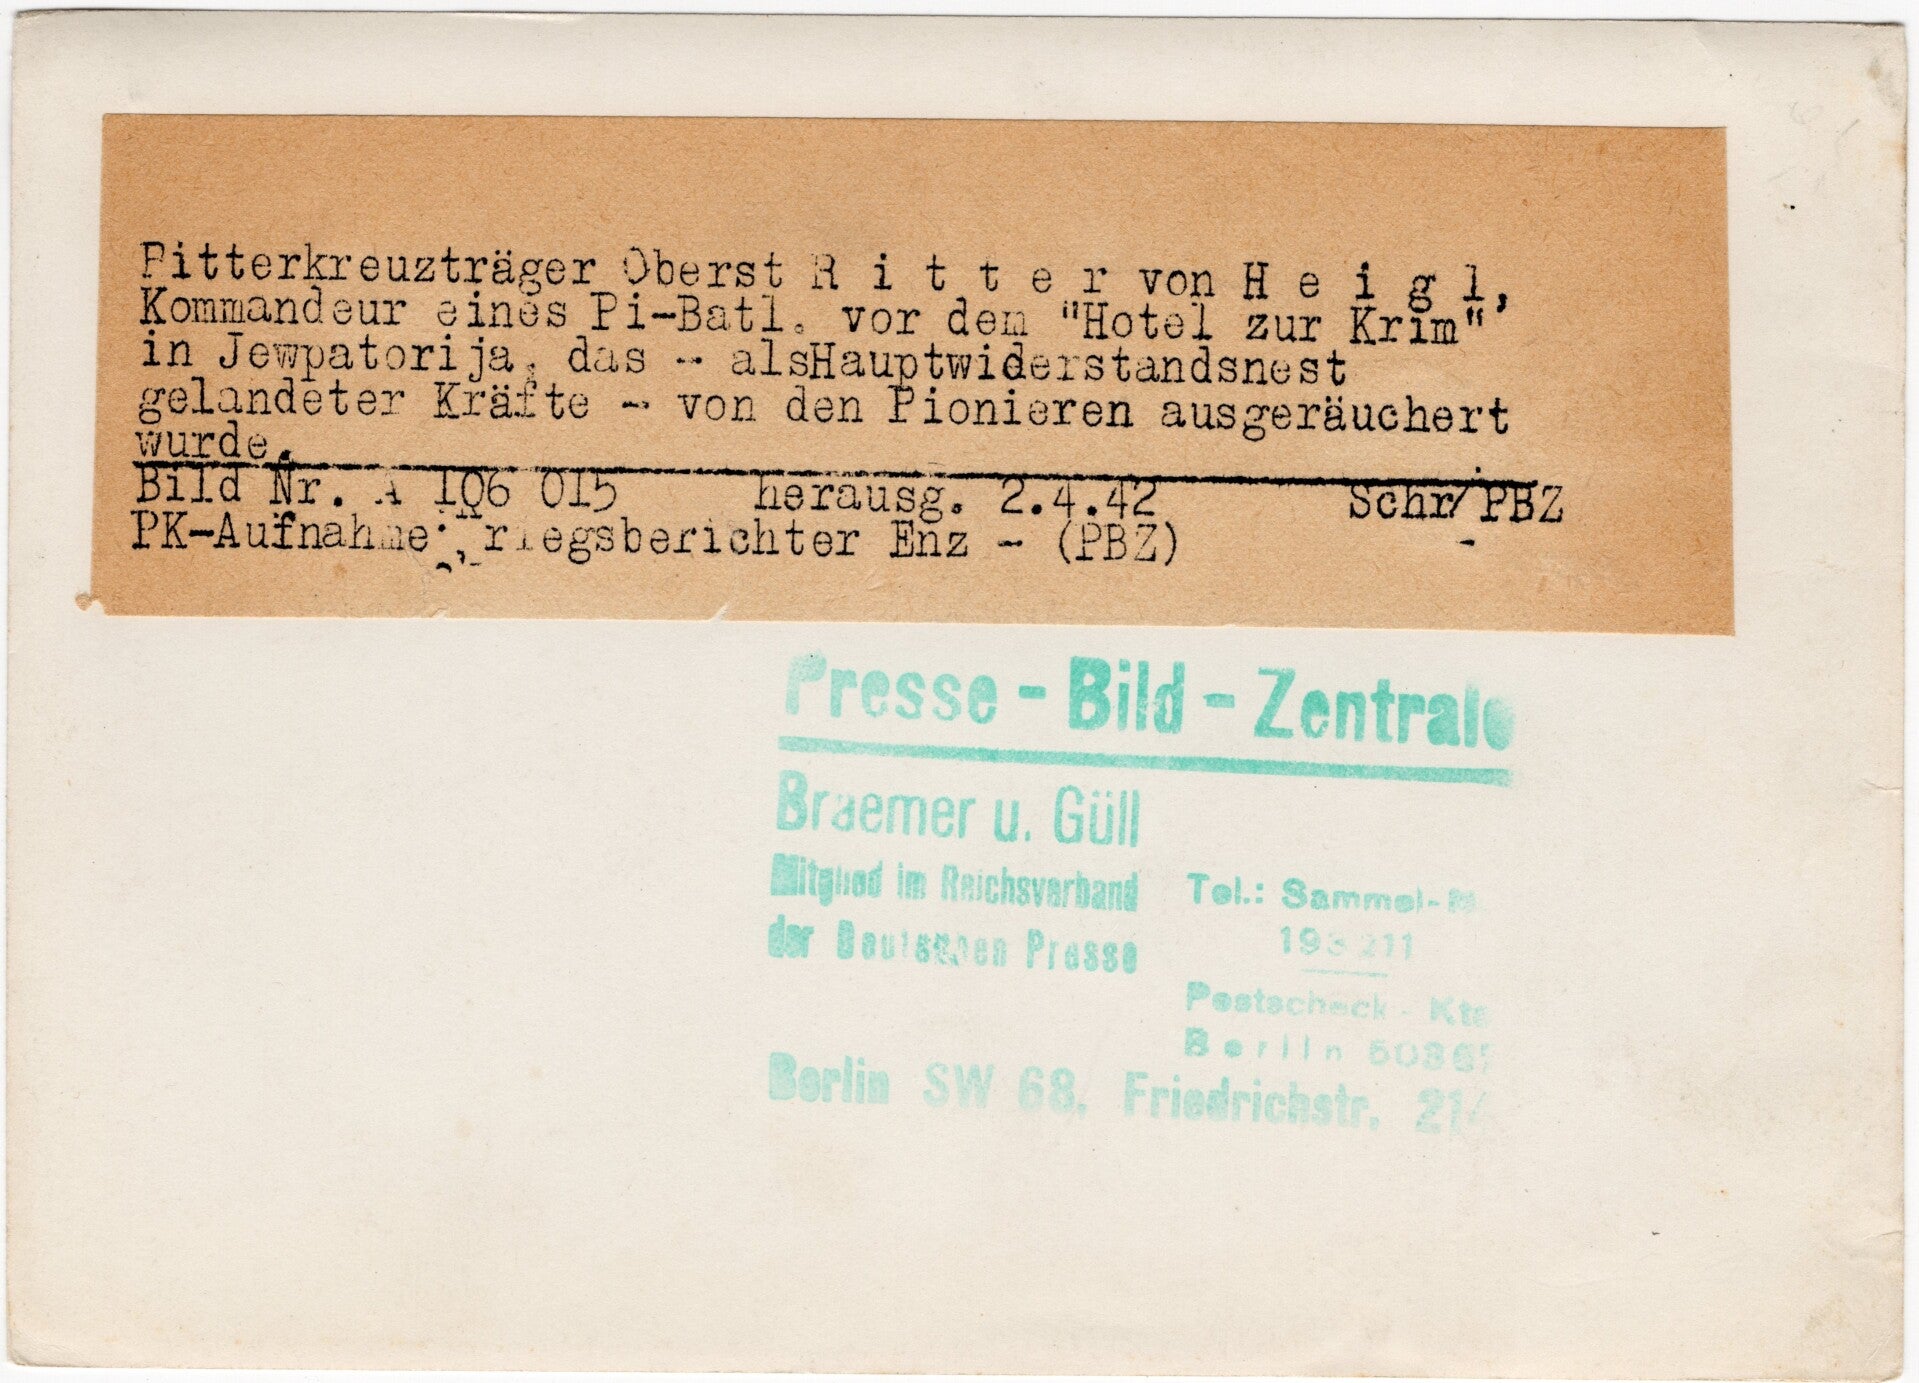 Ritterkreuzträger Oberst R i t t e r von H e i g l,
Kommandeur eines Pi-Batl. vor dem "Hotel zur Krim"
in Jewpatorija, das - alsHauptwiderstandsnest
gelandeter Kräfte - von den Pionieren ausgeräuchert
wurde.
Bild Nr. A 106 015 herausg. 2.4.42 Schr/PBZ
PK-Aufnahme: Kriegsberichter Enz - (PBZ)
Presse - Bild - Zentrale
Braemer u. Güll
Mitglied im Reichsverband
der Deutschen Presse
Tel.: Sammel-
193211
Postscheck - Kto
Berlin
Berlin SW 68, Friedrichstr. 214